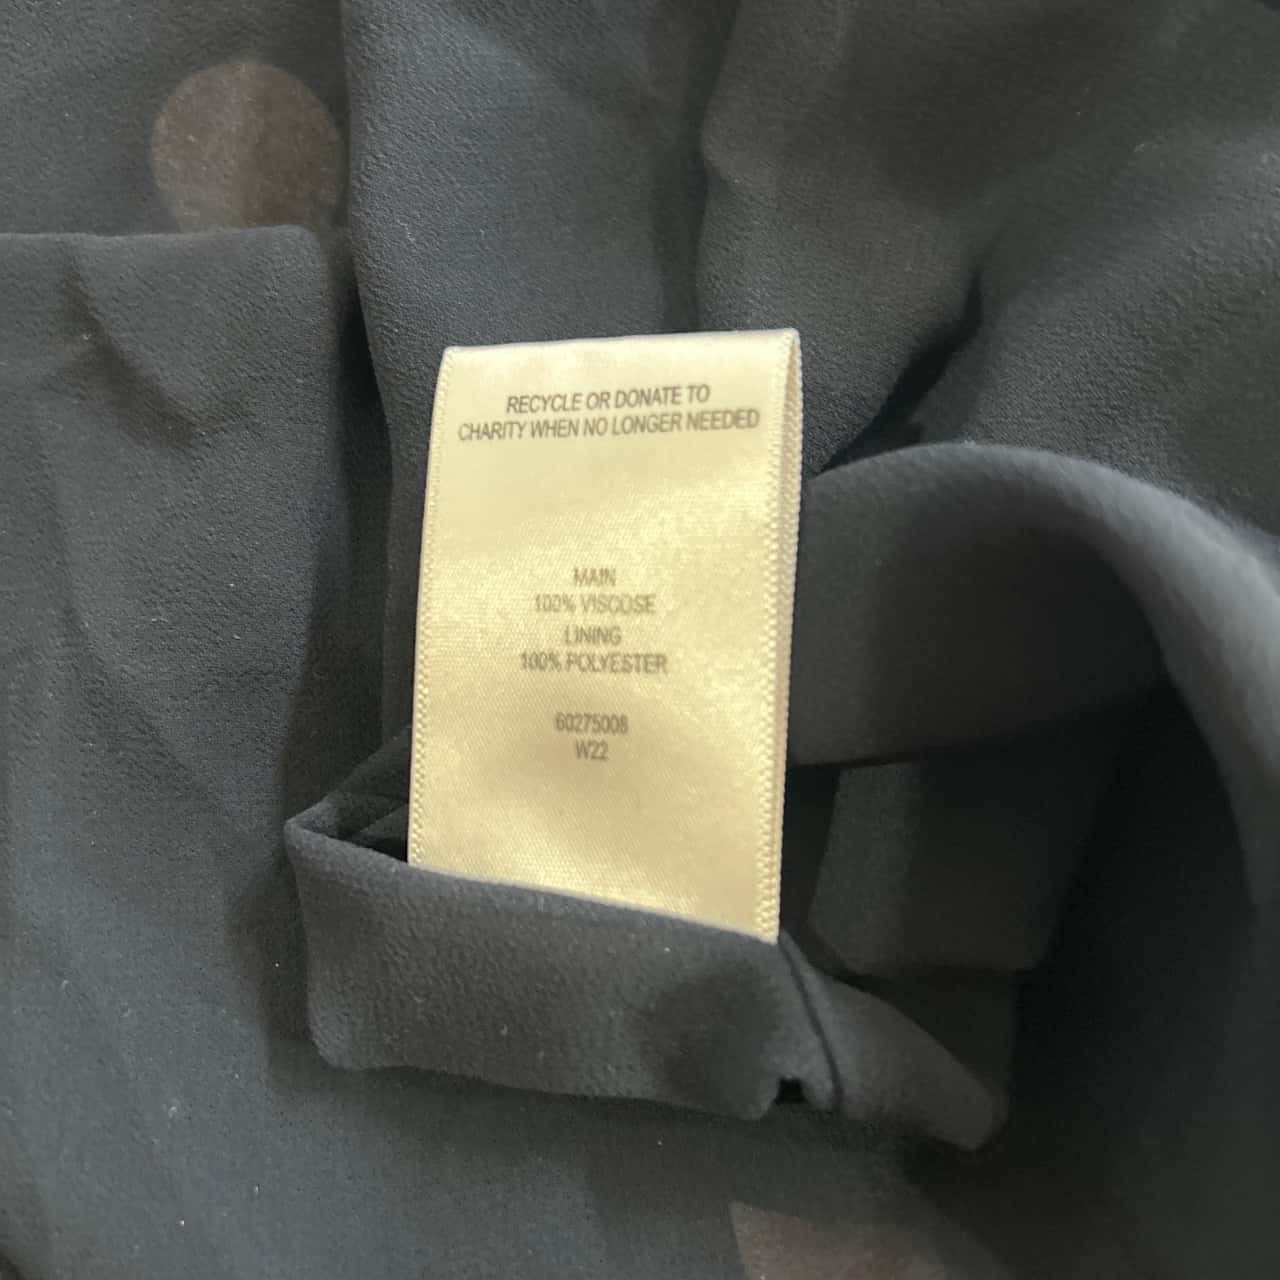 RECYCLE OR DONATE TO
CHARITY WHEN NO LONGER NEEDED
MAIN
100% VISCOSE
LINING
100% POLYESTER
60275008
W22